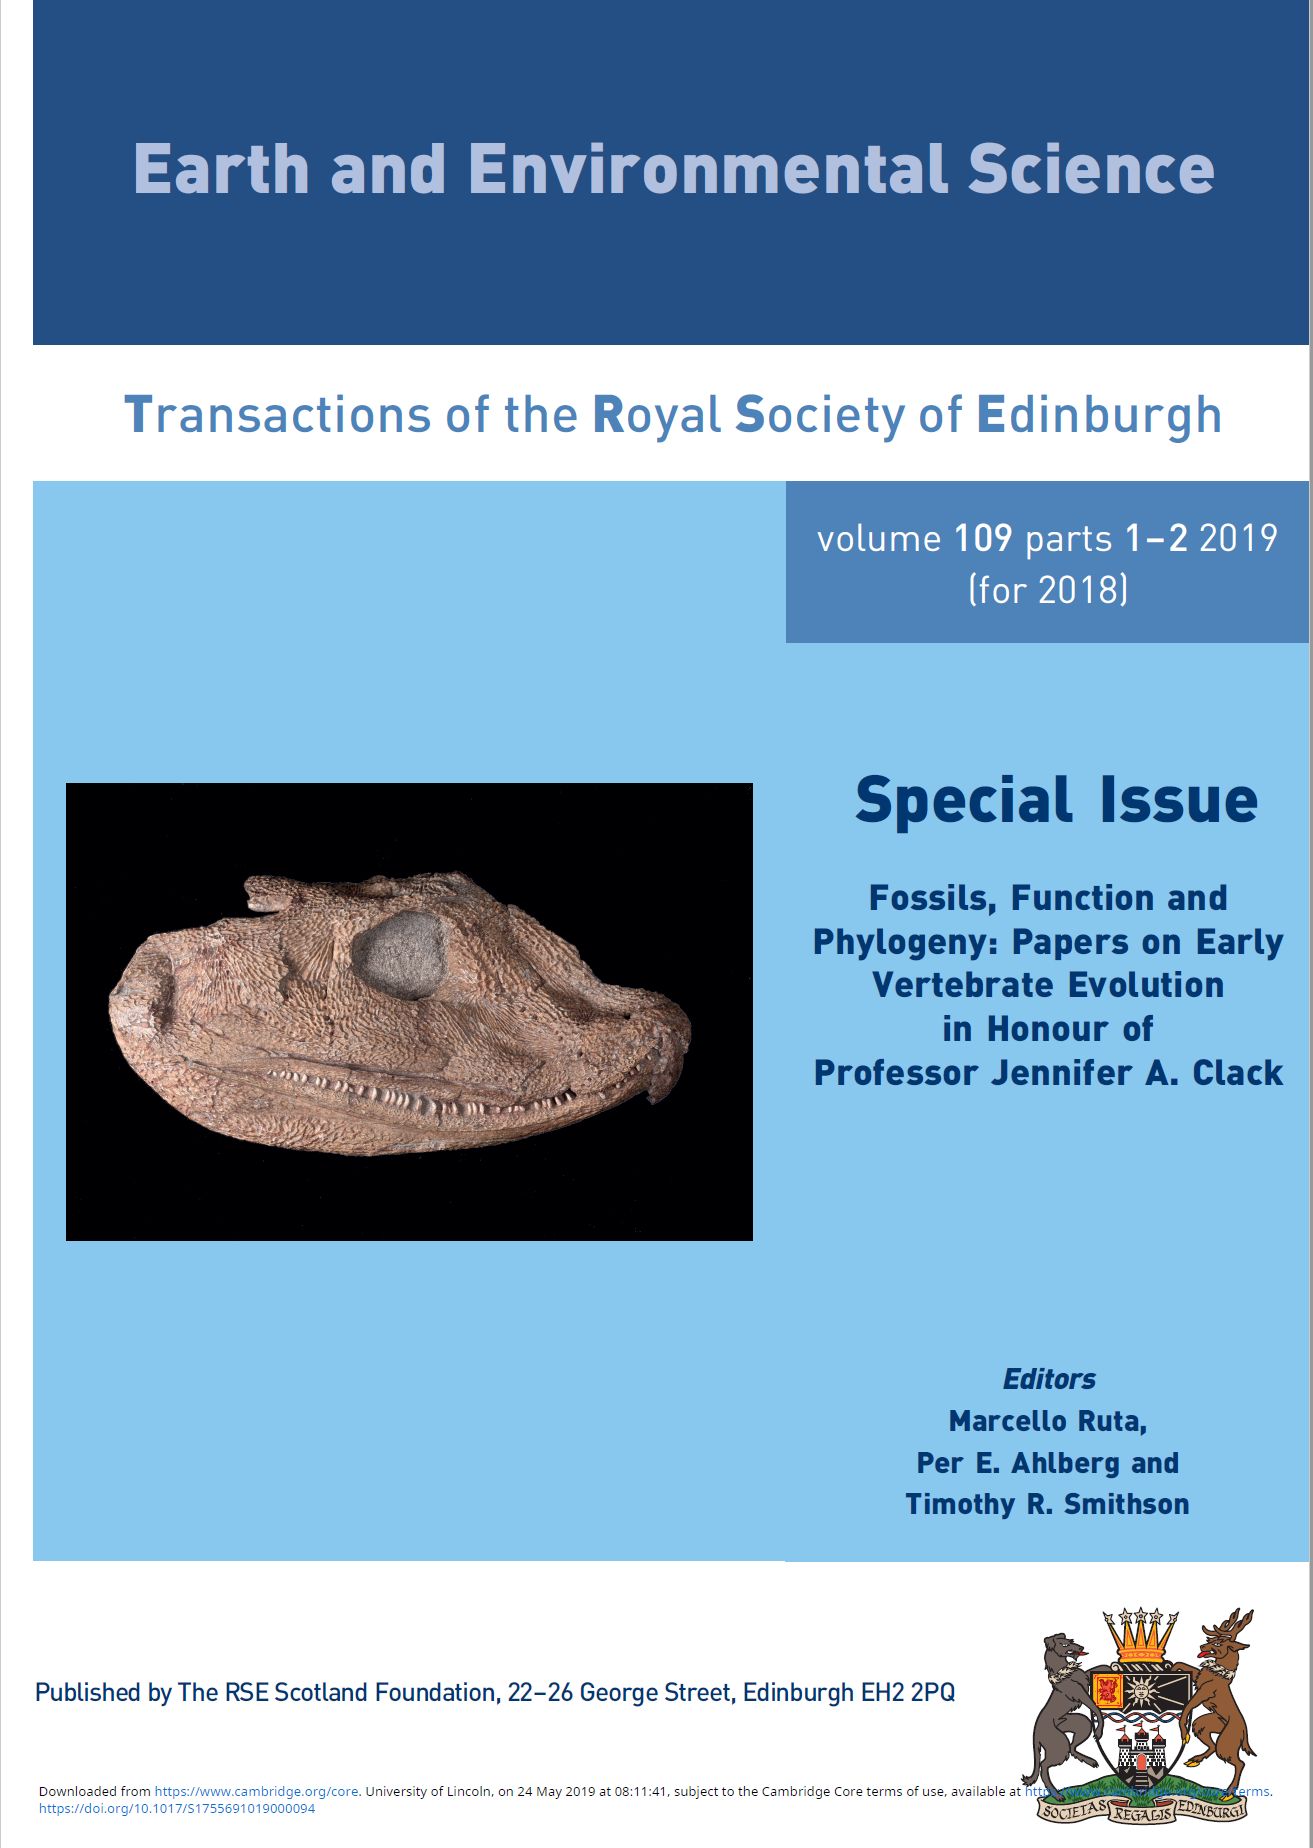 Earth and Environmental Science
Transactions of the Royal Society of Edinburgh
volume 109 parts 1–2 2019
(for 2018)
Special Issue
Fossils, Function and
Phylogeny: Papers on Early
Vertebrate Evolution
in Honour of
Professor Jennifer A. Clack
Editors
Marcello Ruta,
Per E. Ahlberg and
Timothy R. Smithson
Published by The RSE Scotland Foundation, 22–26 George Street, Edinburgh EH2 2PQ
Downloaded from https://www.cambridge.org/core. University of Lincoln, on 24 May 2019 at 08:11:41, subject to the Cambridge Core terms of use, available at
https://doi.org/10.1017/S1755691019000094
SOCIETAS REGALIS EDINBURGI